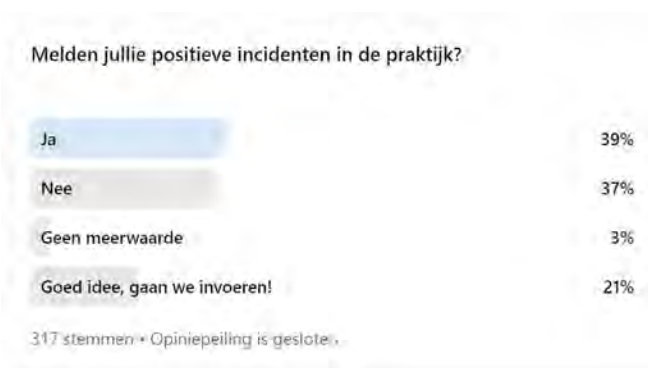 Melden jullie positieve incidenten in de praktijk?
Ja 39%
Nee 37%
Geen meerwaarde 3%
Goed idee, gaan we invoeren! 21%
317 stemmen • Opiniepeiling is gesloten.